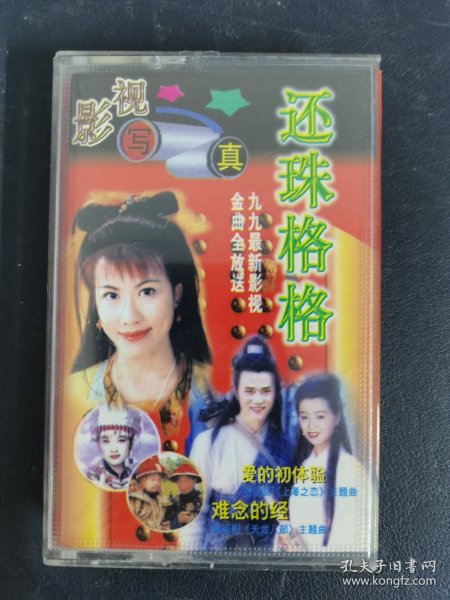 影视
写真
还珠格格
九九最新影视
金曲全放送
爱的初体验
《上海之恋》主题曲
难念的经
《天龙八部》主题曲
孔夫子旧书网
www.kongfz.com